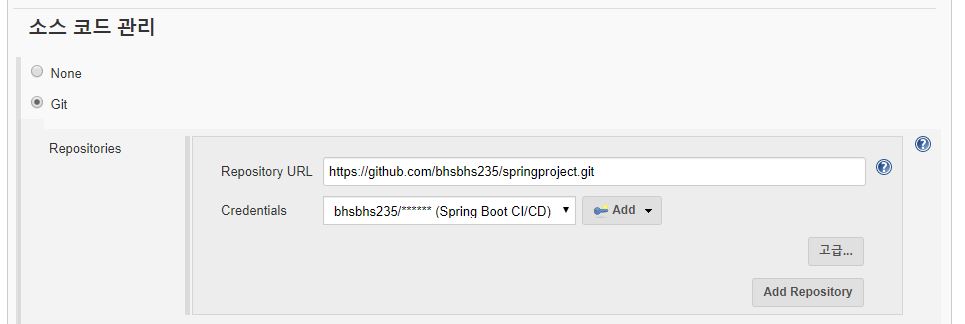 소스 코드 관리
None
Git
Repositories
Repository URL https://github.com/bhsbhs235/springproject.git
Credentials bhsbhs235/****** (Spring Boot CI/CD) Add
고급...
Add Repository